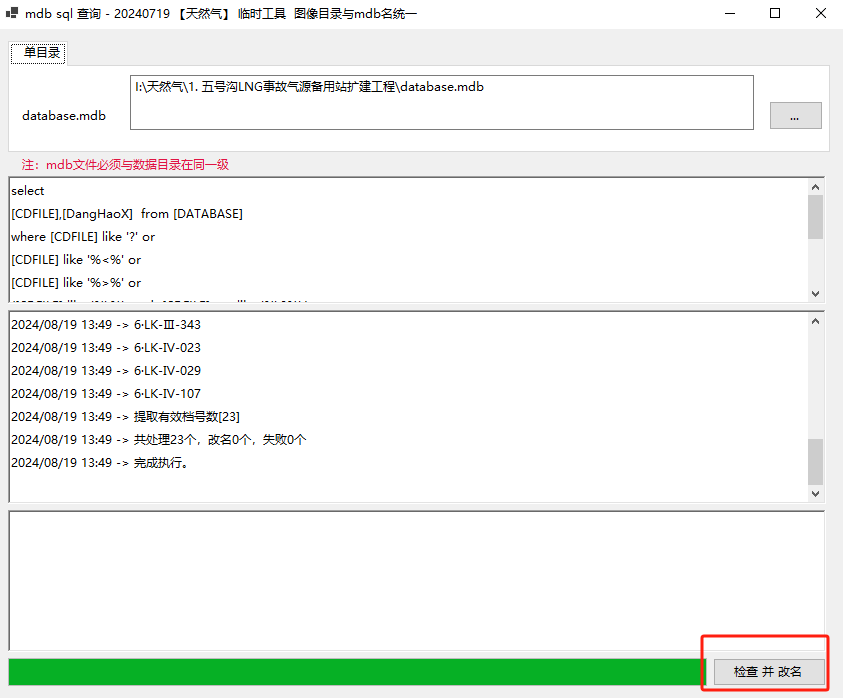 mdb sql 查询 - 20240719 【天然气】 临时工具  图像目录与mdb名统一
单目录
I:\天然气\1. 五号沟LNG事故气源备用站扩建工程\database.mdb
database.mdb
...
注：mdb文件必须与数据目录在同一级
select
[CDFILE],[DangHaoX]  from [DATABASE]
where [CDFILE] like '?' or
[CDFILE] like '%<%' or
[CDFILE] like '%>%' or
2024/08/19 13:49 -> 6·LK-Ⅲ-343
2024/08/19 13:49 -> 6·LK-Ⅳ-023
2024/08/19 13:49 -> 6·LK-Ⅳ-029
2024/08/19 13:49 -> 6·LK-Ⅳ-107
2024/08/19 13:49 -> 提取有效档号数[23]
2024/08/19 13:49 -> 共处理23个，改名0个，失败0个
2024/08/19 13:49 -> 完成执行。
检查 并 改名